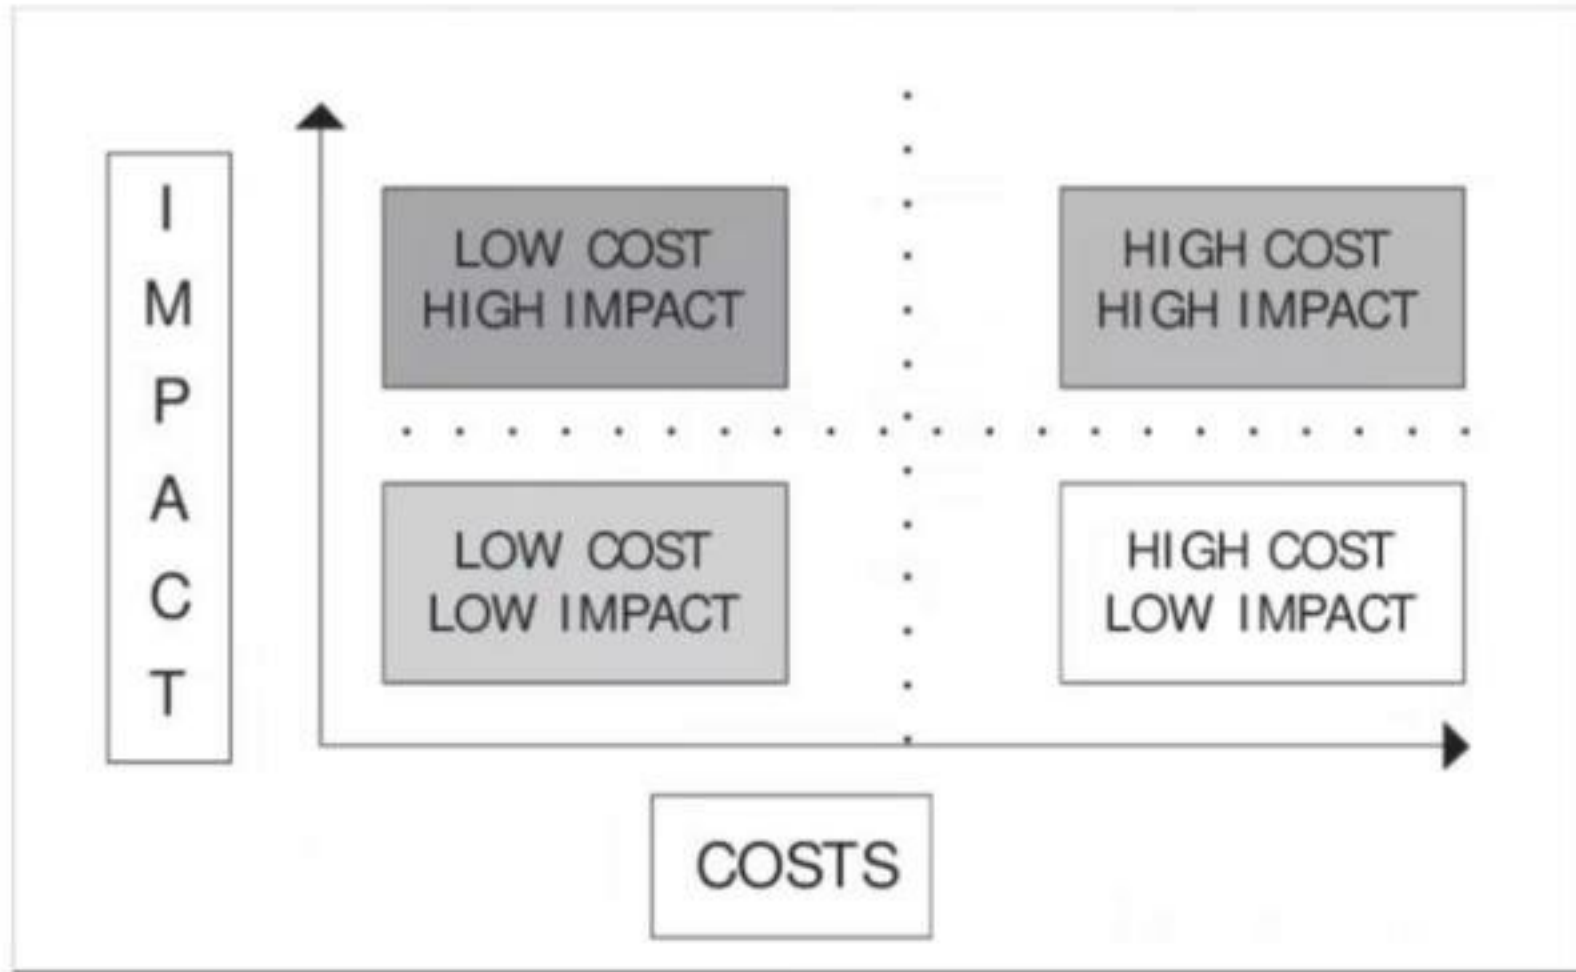 I
M
P
A
C
T
LOW COST
HIGH IMPACT
HIGH COST
HIGH IMPACT
LOW COST
LOW IMPACT
HIGH COST
LOW IMPACT
COSTS